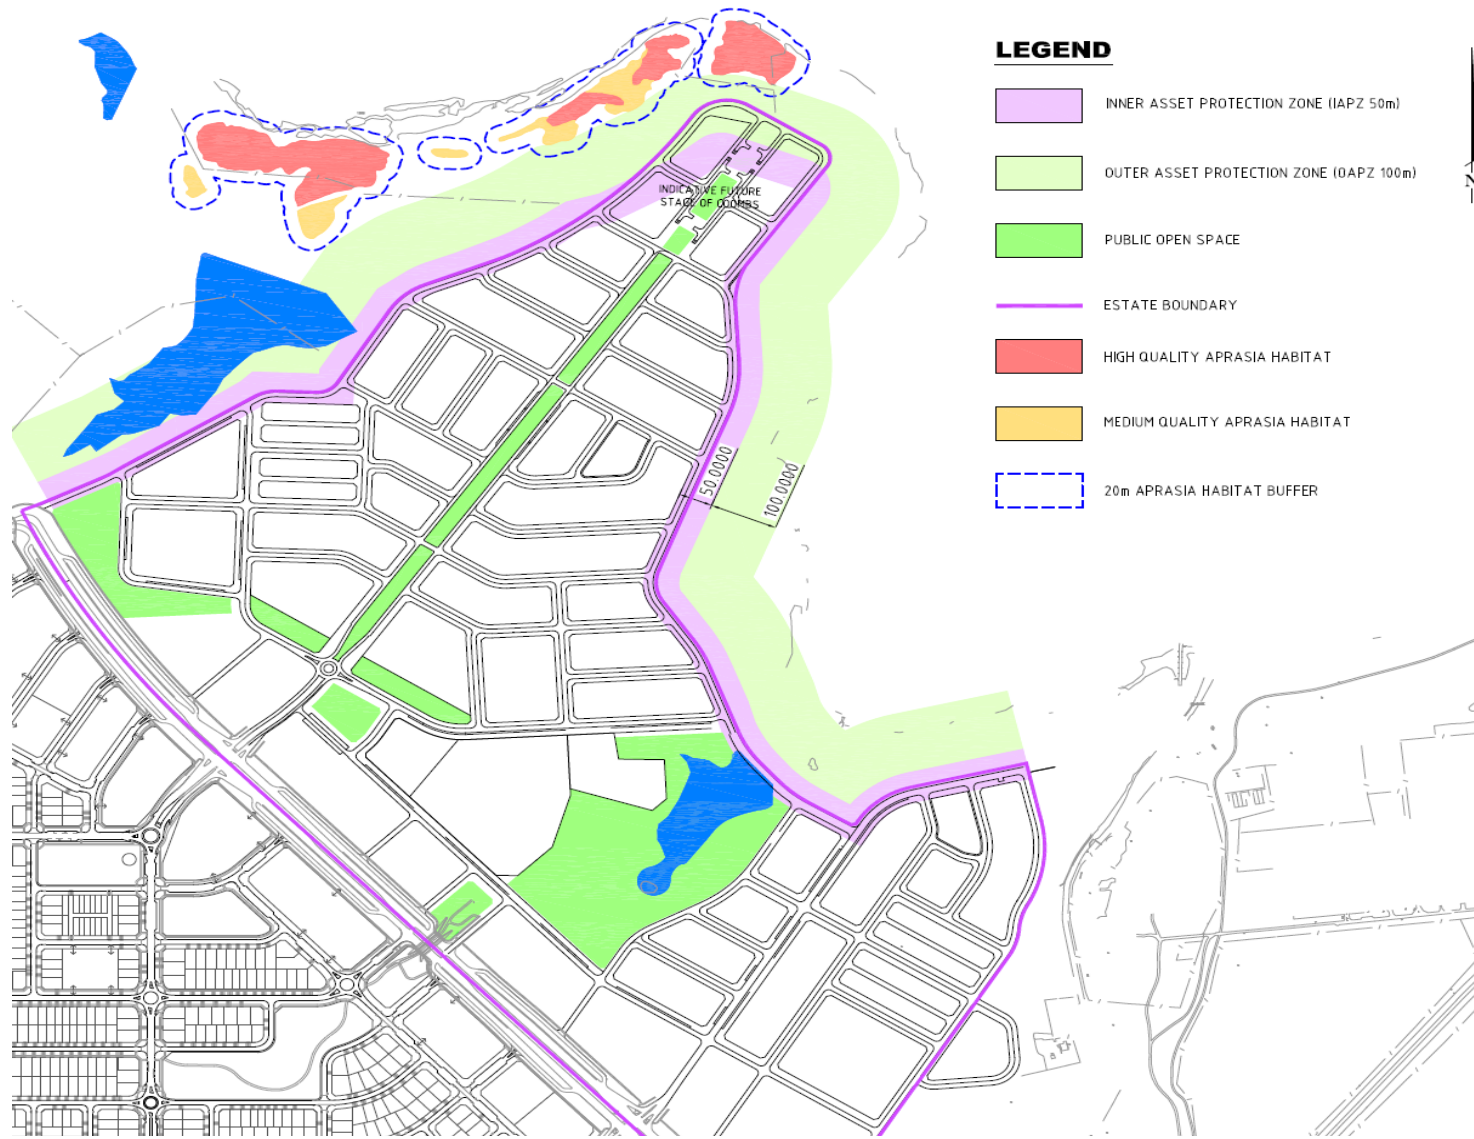 LEGEND
INNER ASSET PROTECTION ZONE (IAPZ 50m)
OUTER ASSET PROTECTION ZONE (OAPZ 100m)
PUBLIC OPEN SPACE
ESTATE BOUNDARY
HIGH QUALITY APRASIA HABITAT
MEDIUM QUALITY APRASIA HABITAT
20m APRASIA HABITAT BUFFER
N
INDICATIVE FUTURE
STAGE OF COOMBS
50.0000
100.0000